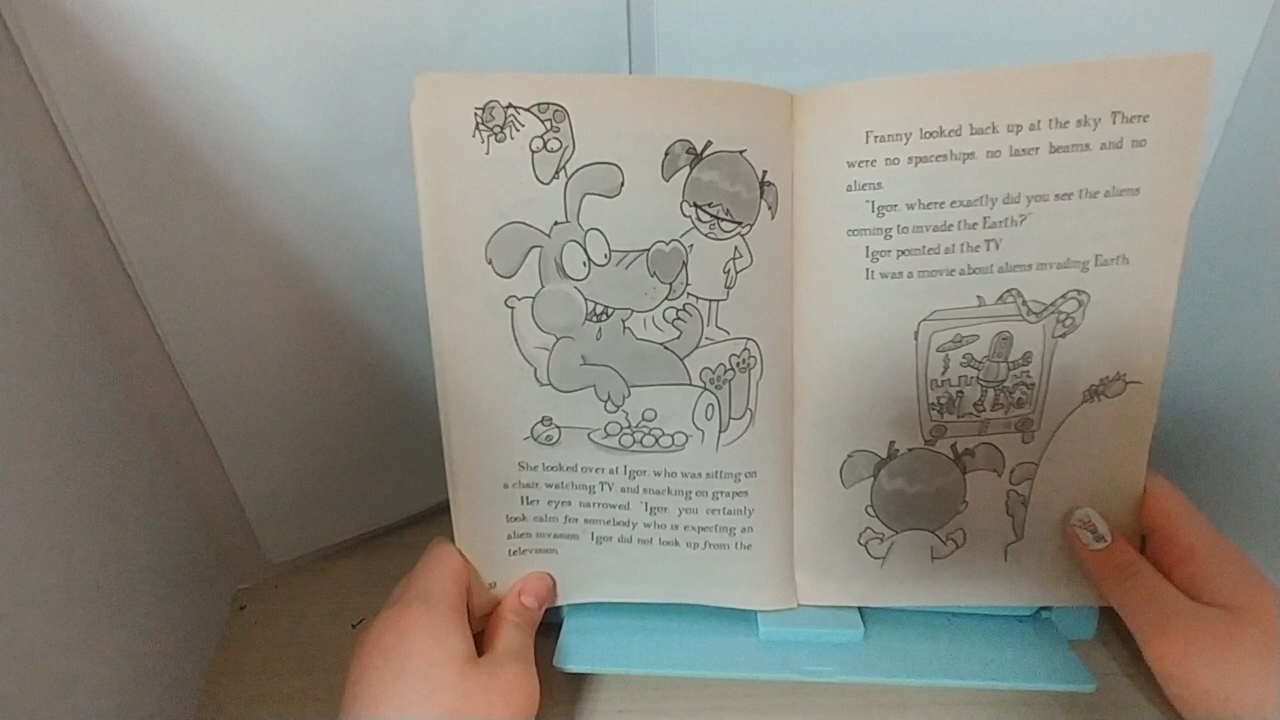 She looked over at Igor, who was sitting on
a chair, watching TV, and snacking on grapes.
Her eyes narrowed. "Igor, you certainly
look calm for somebody who is expecting an
alien invasion." Igor did not look up from the
television.
32
Franny looked back up at the sky. There
were no spaceships, no laser beams, and no
aliens.
"Igor, where exactly did you see the aliens
coming to invade the Earth?"
Igor pointed at the TV.
It was a movie about aliens invading Earth.